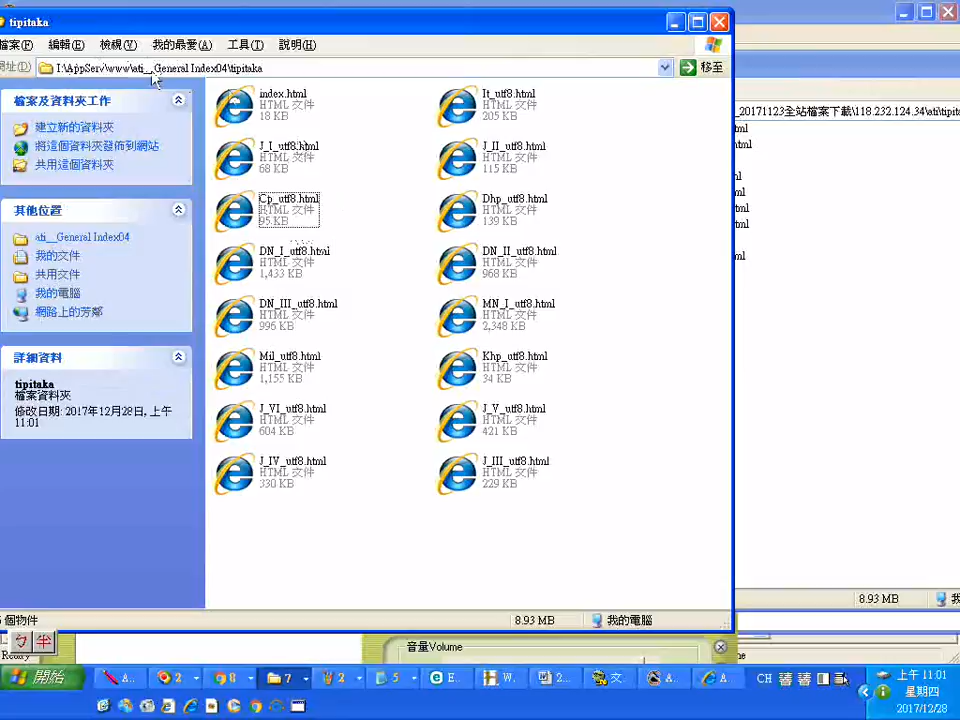 tipitaka
檔案(F) 編輯(E) 檢視(V) 我的最愛(A) 工具(T) 說明(H)
網址(D) I:\AppServ\www\ati__General Index04\tipitaka 移至
檔案及資料夾工作
建立新的資料夾
將這個資料夾發佈到網站
共用這個資料夾
其他位置
ati__General Index04
我的文件
共用文件
我的電腦
網路上的芳鄰
詳細資料
tipitaka
檔案資料夾
修改日期: 2017年12月28日, 上午
11:01
index.html
HTML 文件
18 KB
It_utf8.html
HTML 文件
205 KB
J_I_utf8.html
HTML 文件
68 KB
J_II_utf8.html
HTML 文件
115 KB
Cp_utf8.html
HTML 文件
95 KB
Dhp_utf8.html
HTML 文件
139 KB
DN_I_utf8.html
HTML 文件
1,433 KB
DN_II_utf8.html
HTML 文件
968 KB
DN_III_utf8.html
HTML 文件
996 KB
MN_I_utf8.html
HTML 文件
2,348 KB
Mil_utf8.html
HTML 文件
1,155 KB
Khp_utf8.html
HTML 文件
34 KB
J_VI_utf8.html
HTML 文件
604 KB
J_V_utf8.html
HTML 文件
421 KB
J_IV_utf8.html
HTML 文件
330 KB
J_III_utf8.html
HTML 文件
229 KB
_20171123全站檔案下載\118.232.124.34\ati\tipita
8.93 MB 我
個物件 8.93 MB 我的電腦
ㄅ 半
音量Volume
開始 A.. 2 8 7 2 5 E.. W.. 2... 文 A.. A... CH
上午 11:01
星期四
2017/12/28